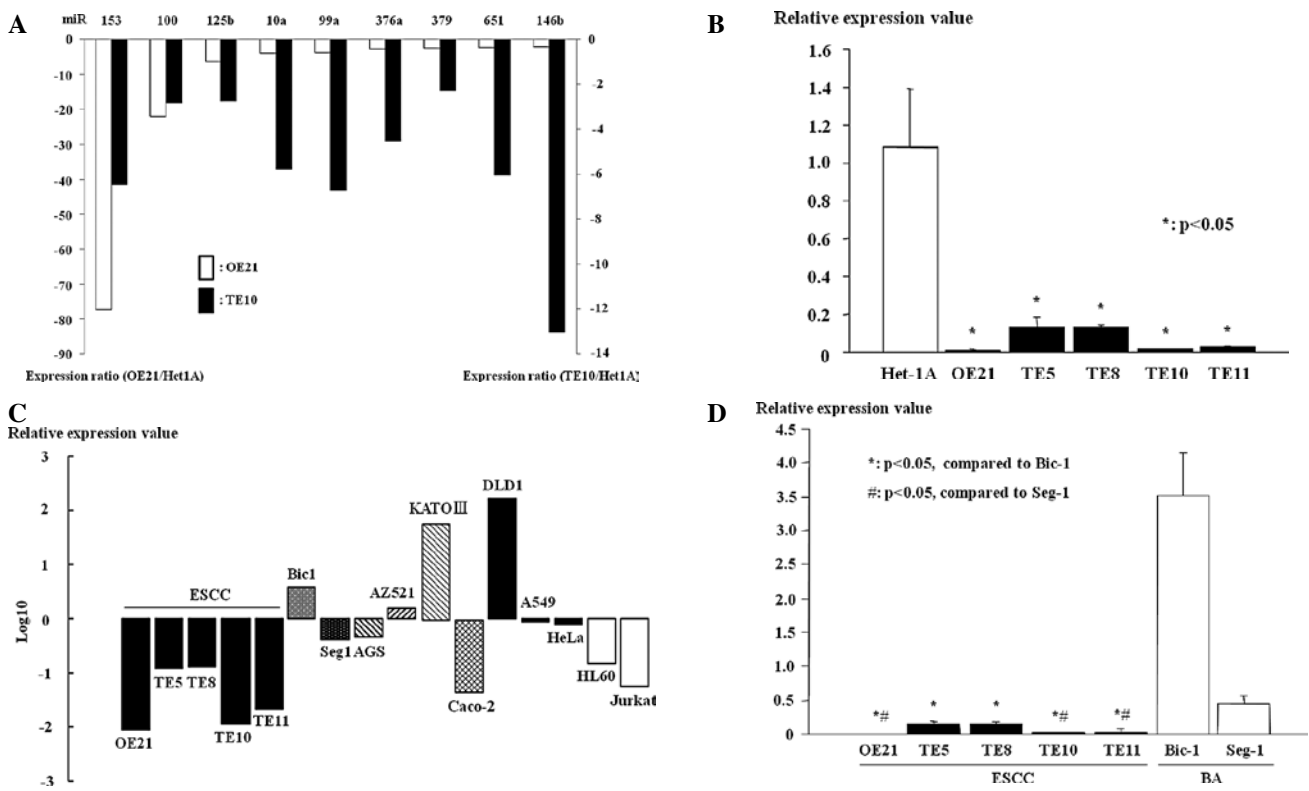 A
miR 153 100 125b 10a 99a 376a 379 651 146b
0 0
-10 -2
-20 -4
-30 -6
-40 -8
-50 -10
-60 -12
-70 -14
-80
-90
: OE21
: TE10
Expression ratio (OE21/Het1A) Expression ratio (TE10/Het1A)
B
Relative expression value
1.6
1.4
1.2
1.0
0.8
0.6
0.4
0.2
0
*: p<0.05
* * * * *
Het-1A OE21 TE5 TE8 TE10 TE11
C
Relative expression value
Log10
3
2
1
0
-1
-2
-3
ESCC
OE21 TE5 TE8 TE10 TE11
Bic1
Seg1 AGS
AZ521
KATOⅢ
Caco-2
DLD1
A549
HeLa
HL60
Jurkat
D
Relative expression value
4.5
4.0
3.5
3.0
2.5
2.0
1.5
1.0
0.5
0
*: p<0.05, compared to Bic-1
#: p<0.05, compared to Seg-1
*# * * *# *#
OE21 TE5 TE8 TE10 TE11 Bic-1 Seg-1
ESCC BA